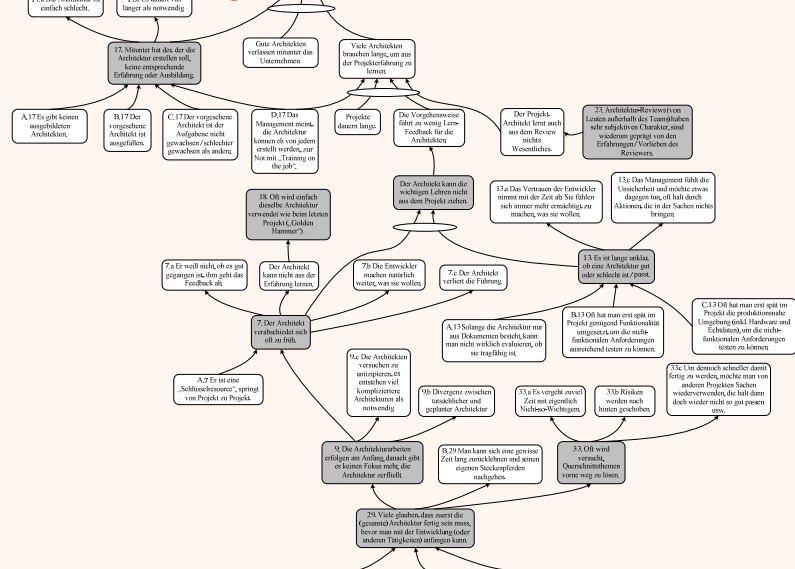 einfach schlecht.
länger als notwendig
17. Mitunter hat der, der die
Architektur erstellen soll,
keine entsprechende
Erfahrung oder Ausbildung.
Gute Architekten
verlassen mitunter das
Unternehmen
Viele Architekten
brauchen lange, um aus
der Projekterfahrung zu
lernen.
A,17 Es gibt keinen
ausgebildeten
Architekten.
B,17 Der
vorgesehene
Architekt ist
ausgefallen.
C,17 Der vorgesehene
Architekt ist der
Aufgabe nicht
gewachsen/schlechter
gewachsen als andere.
D,17 Das
Management meint,
die Architektur
können eh von jedem
erstellt werden, zur
Not mit „Training on
the job“.
Projekte
dauern lange.
Die Vorgehensweise
führt zu wenig Lern-
Feedback für die
Architekten.
Der Projekt-
Architekt lernt auch
aus dem Review
nichts
Wesentliches.
23. Architektur-Reviews (von
Leuten außerhalb des Teams) haben
sehr subjektiven Charakter, sind
wiederum geprägt von den
Erfahrungen/Vorlieben des
Reviewers.
18. Oft wird einfach
dieselbe Architektur
verwendet wie beim letzten
Projekt („Golden
Hammer“).
Der Architekt kann die
wichtigen Lehren nicht
aus dem Projekt ziehen.
13.a Das Vertrauen der Entwickler
nimmt mit der Zeit ab. Sie fühlen
sich immer mehr ermächtigt, zu
machen, was sie wollen.
13.c Das Management fühlt die
Unsicherheit und möchte etwas
dagegen tun, oft halt durch
Aktionen, die in der Sachen nichts
bringen.
7.a Er weiß nicht, ob es gut
gegangen ist, ihm geht das
Feedback ab.
Der Architekt
kann nicht aus der
Erfahrung lernen.
7.b Die Entwickler
machen natürlich
weiter, was sie wollen.
7.c Der Architekt
verliert die Führung.
13. Es ist lange unklar,
ob eine Architektur gut
oder schlecht ist / passt.
7. Der Architekt
verabschiedet sich
oft zu früh.
A,13 Solange die Architektur nur
aus Dokumenten besteht, kann
man nicht wirklich evaluieren, ob
sie tragfähig ist.
B.13 Oft hat man erst spät im
Projekt genügend Funktionalität
umgesetzt, um die nicht-
funktionalen Anforderungen
ausreichend testen zu können.
C.13 Oft hat man erst spät im
Projekt die produktionsnahe
Umgebung (inkl. Hardware und
Echtdaten), um die nicht-
funktionalen Anforderungen
testen zu können.
A,7 Er ist eine
„Schlüsselresource“, springt
von Projekt zu Projekt.
9.c Die Architekten
versuchen zu
antizipieren, es
entstehen viel
kompliziertere
Architekturen als
notwendig
9.b Divergenz zwischen
tatsächlicher und
geplanter Architektur
33.a Es vergeht zuviel
Zeit mit eigentlich
Nicht-so-Wichtigem.
33.b Risiken
werden nach
hinten geschoben.
33.c Um dennoch schneller damit
fertig zu werden, möchte man von
anderen Projekten Sachen
wiederverwenden, die halt dann
doch wieder nicht so gut passen
usw.
9. Die Architekturarbeiten
erfolgen am Anfang, danach gibt
es keinen Fokus mehr, die
Architektur zerfließt.
B,29 Man kann sich eine gewisse
Zeit lang zurücklehnen und seinen
eigenen Steckenpferden
nachgehen.
33. Oft wird
versucht,
Querschnittsthemen
vorne weg zu lösen.
29. Viele glauben, dass zuerst die
(gesamte) Architektur fertig sein muss,
bevor man mit der Entwicklung (oder
anderen Tätigkeiten) anfangen kann.